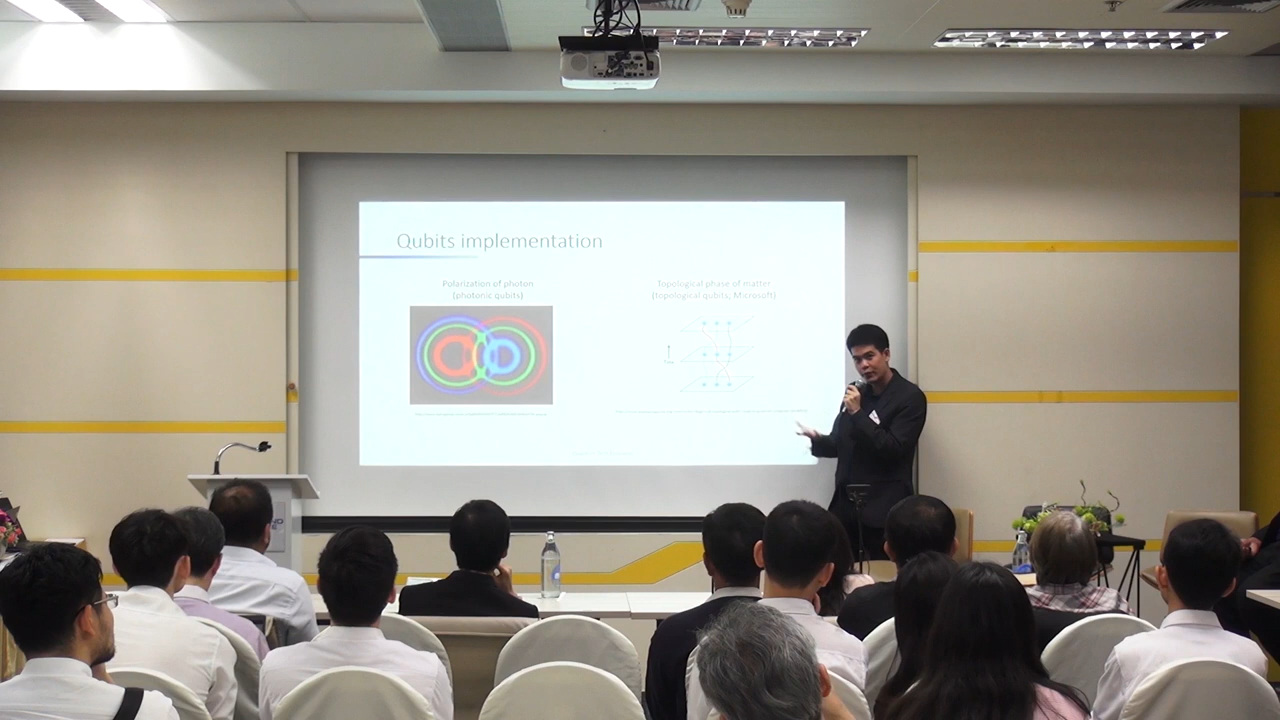 Qubits implementation
Polarization of photon
(photonic qubits)
Topological phase of matter
(topological qubits, Microsoft)